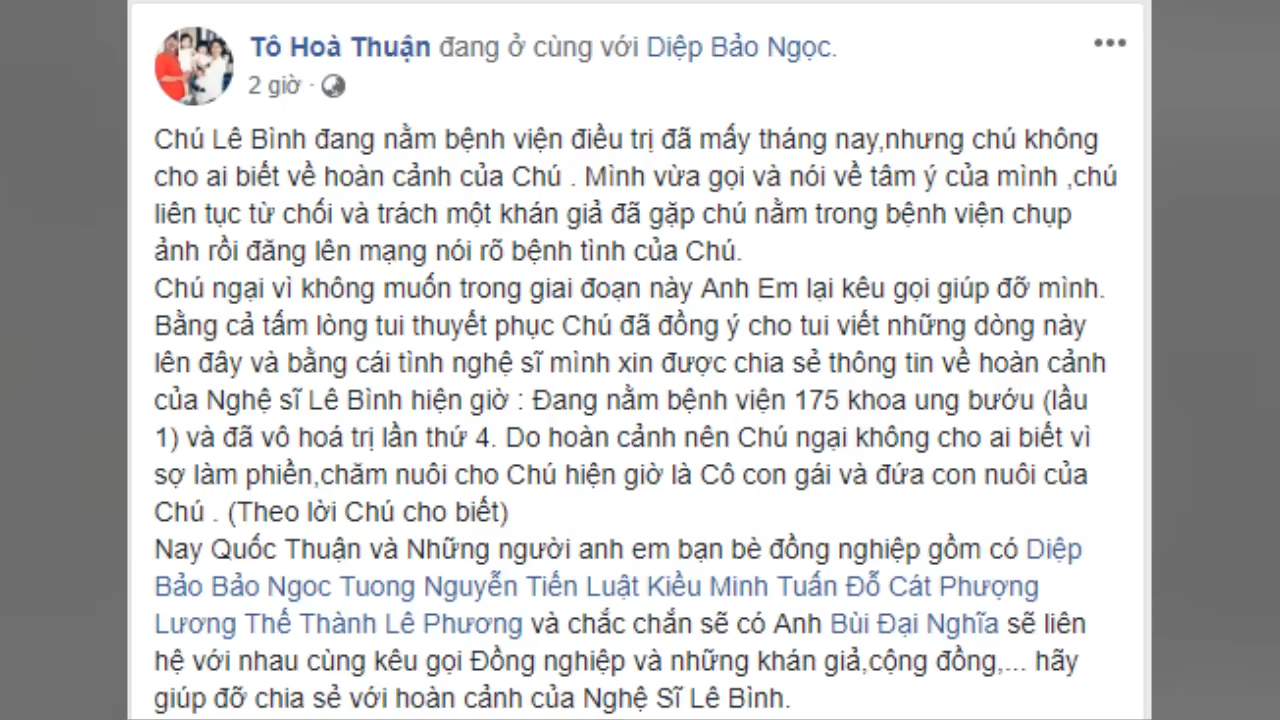 Tô Hoà Thuận đang ở cùng với Diệp Bảo Ngọc.
2 giờ ·
Chú Lê Bình đang nằm bệnh viện điều trị đã mấy tháng nay,nhưng chú không
cho ai biết về hoàn cảnh của Chú . Mình vừa gọi và nói về tâm ý của mình ,chú
liên tục từ chối và trách một khán giả đã gặp chú nằm trong bệnh viện chụp
ảnh rồi đăng lên mạng nói rõ bệnh tình của Chú.
Chú ngại vì không muốn trong giai đoạn này Anh Em lại kêu gọi giúp đỡ mình.
Bằng cả tấm lòng tui thuyết phục Chú đã đồng ý cho tui viết những dòng này
lên đây và bằng cái tình nghệ sĩ mình xin được chia sẻ thông tin về hoàn cảnh
của Nghệ sĩ Lê Bình hiện giờ : Đang nằm bệnh viện 175 khoa ung bướu (lầu
1) và đã vô hoá trị lần thứ 4. Do hoàn cảnh nên Chú ngại không cho ai biết vì
sợ làm phiền,chăm nuôi cho Chú hiện giờ là Cô con gái và đứa con nuôi của
Chú . (Theo lời Chú cho biết)
Nay Quốc Thuận và Những người anh em bạn bè đồng nghiệp gồm có Diệp
Bảo Bảo Ngoc Tuong Nguyễn Tiến Luật Kiều Minh Tuấn Đỗ Cát Phượng
Lương Thế Thành Lê Phương và chắc chắn sẽ có Anh Bùi Đại Nghĩa sẽ liên
hệ với nhau cùng kêu gọi Đồng nghiệp và những khán giả,cộng đồng,... hãy
giúp đỡ chia sẻ với hoàn cảnh của Nghệ Sĩ Lê Bình.